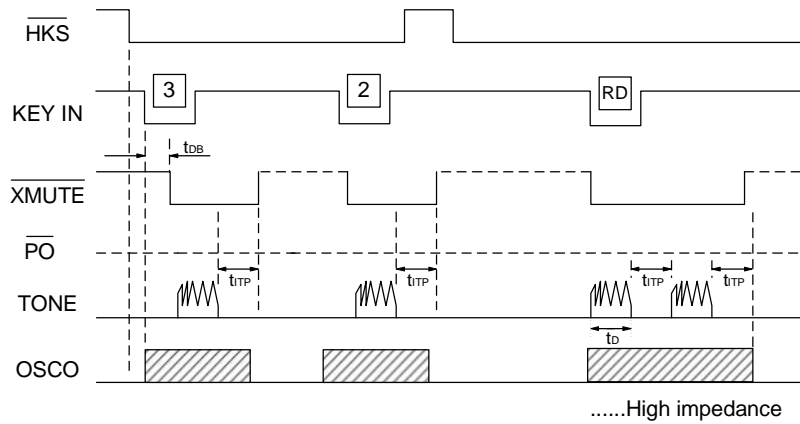 HKS
3
2
RD
KEY IN
tDB
XMUTE
PO
tITP
tITP
tITP
tITP
TONE
tD
OSCO
......High impedance